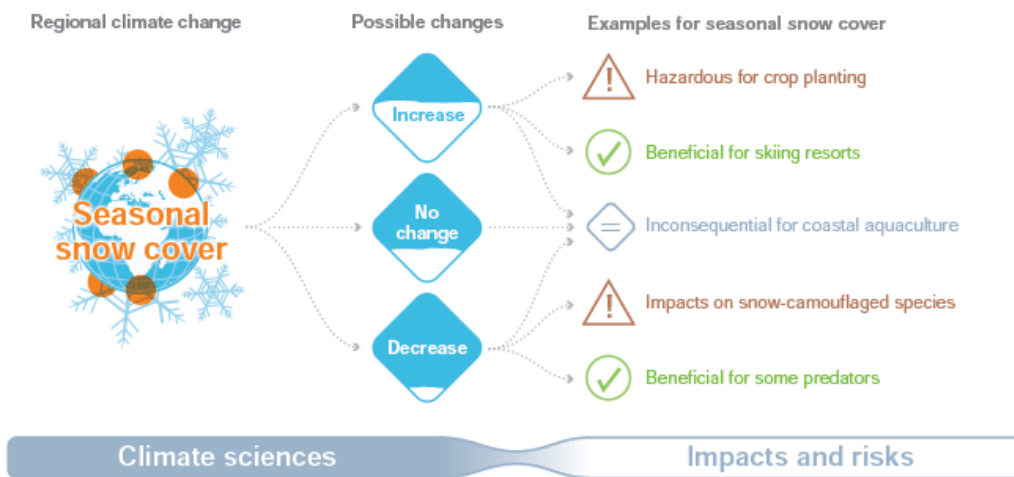 Regional climate change
Possible changes
Examples for seasonal snow cover
Seasonal
snow cover
Increase
No
change
Decrease
Hazardous for crop planting
Beneficial for skiing resorts
Inconsequential for coastal aquaculture
Impacts on snow-camouflaged species
Beneficial for some predators
Climate sciences
Impacts and risks